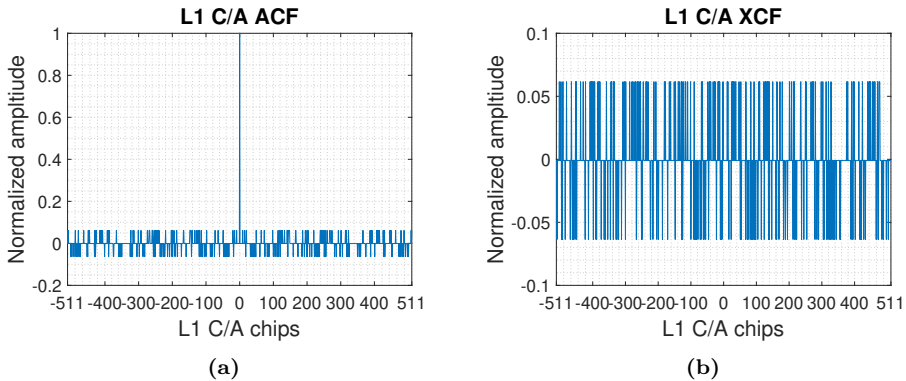 L1 C/A ACF
Normalized ampltiude
1
0.8
0.6
0.4
0.2
0
-0.2
-511 -400 -300 -200 -100 0 100 200 300 400 511
L1 C/A chips
(a)
L1 C/A XCF
Normalized ampltiude
0.1
0.05
0
-0.05
-0.1
-511 -400 -300 -200 -100 0 100 200 300 400 511
L1 C/A chips
(b)